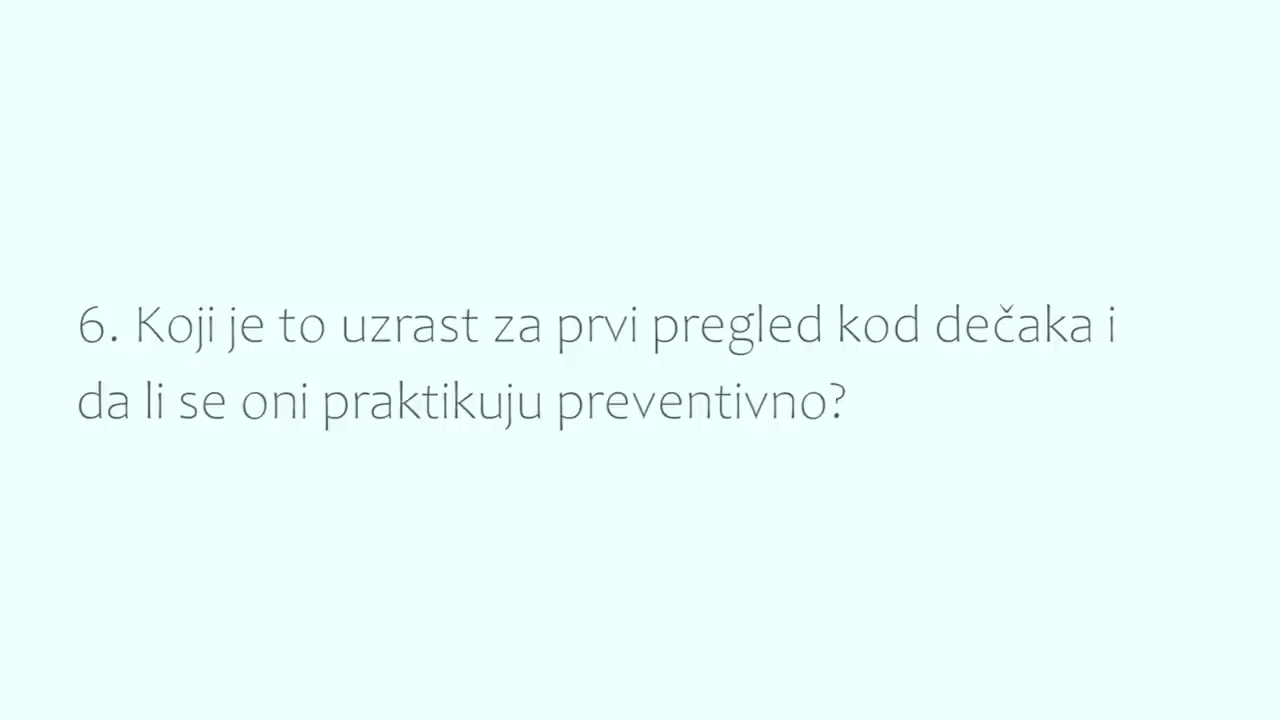 6. Koji je to uzrast za prvi pregled kod dečaka i
da li se oni praktikuju preventivno?